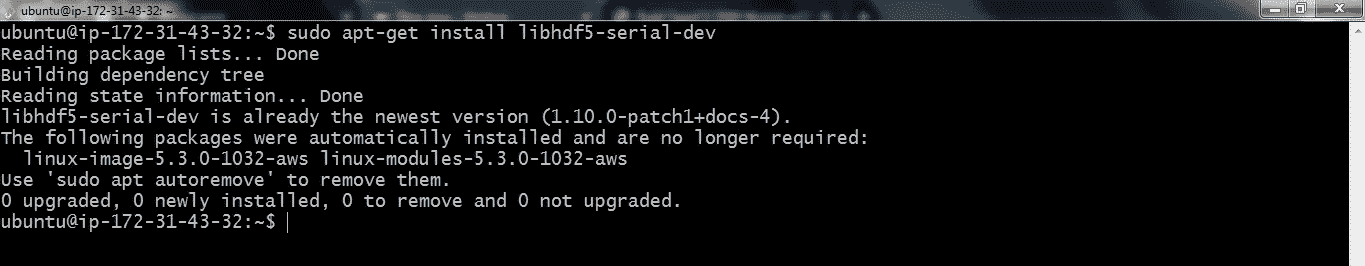 ubuntu@ip-172-31-43-32: ~
ubuntu@ip-172-31-43-32:~$ sudo apt-get install libhdf5-serial-dev
Reading package lists... Done
Building dependency tree
Reading state information... Done
libhdf5-serial-dev is already the newest version (1.10.0-patch1+docs-4).
The following packages were automatically installed and are no longer required:
  linux-image-5.3.0-1032-aws linux-modules-5.3.0-1032-aws
Use 'sudo apt autoremove' to remove them.
0 upgraded, 0 newly installed, 0 to remove and 0 not upgraded.
ubuntu@ip-172-31-43-32:~$